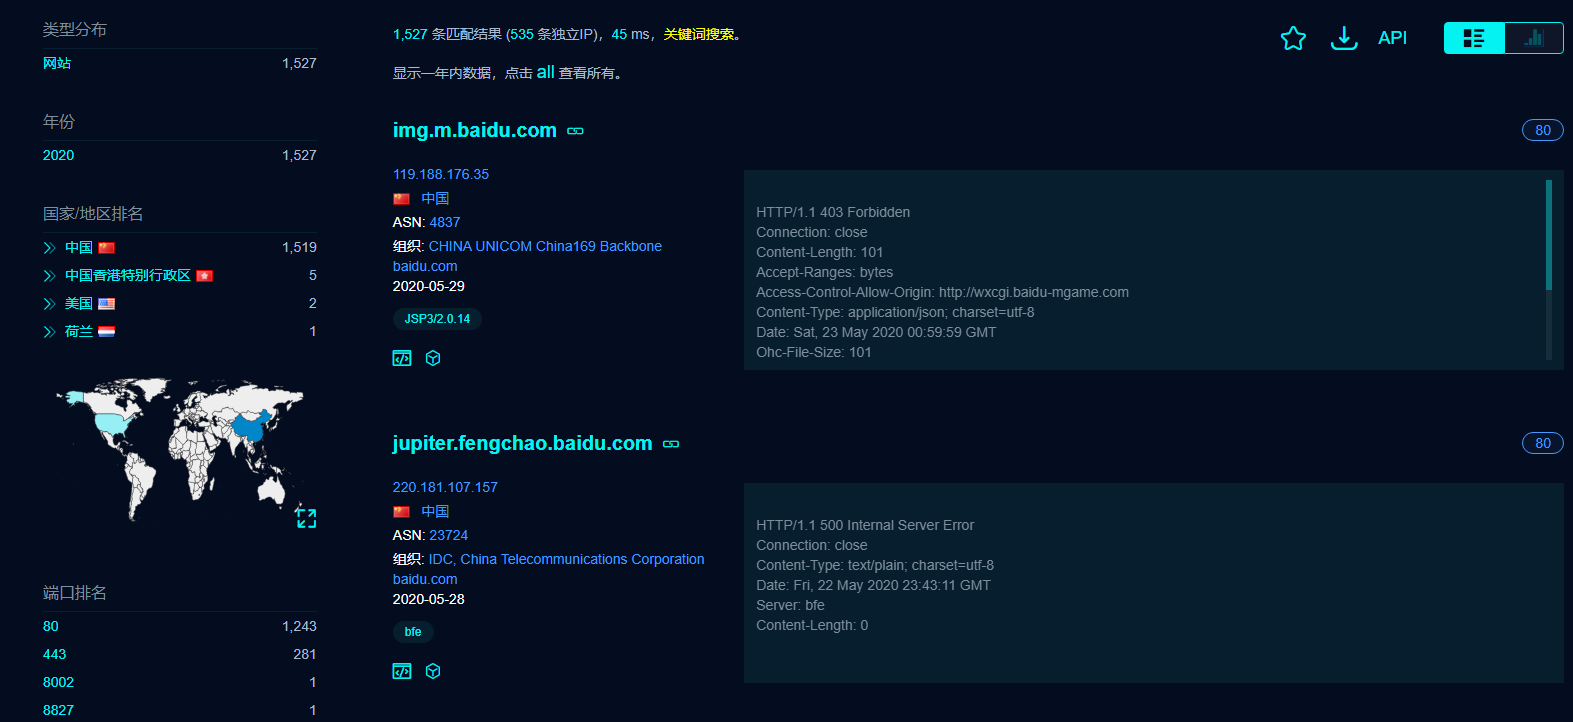 类型分布
网站 1,527
年份
2020 1,527
国家/地区排名
中国 1,519
中国香港特别行政区 5
美国 2
荷兰 1
端口排名
80 1,243
443 281
8002 1
8827 1
1,527 条匹配结果 (535 条独立IP)，45 ms，关键词搜索。
显示一年内数据，点击 all 查看所有。
API
img.m.baidu.com
80
119.188.176.35
中国
ASN: 4837
组织: CHINA UNICOM China169 Backbone
baidu.com
2020-05-29
JSP3/2.0.14
HTTP/1.1 403 Forbidden
Connection: close
Content-Length: 101
Accept-Ranges: bytes
Access-Control-Allow-Origin: http://wxcgi.baidu-mgame.com
Content-Type: application/json; charset=utf-8
Date: Sat, 23 May 2020 00:59:59 GMT
Ohc-File-Size: 101
jupiter.fengchao.baidu.com
80
220.181.107.157
中国
ASN: 23724
组织: IDC, China Telecommunications Corporation
baidu.com
2020-05-28
bfe
HTTP/1.1 500 Internal Server Error
Connection: close
Content-Type: text/plain; charset=utf-8
Date: Fri, 22 May 2020 23:43:11 GMT
Server: bfe
Content-Length: 0